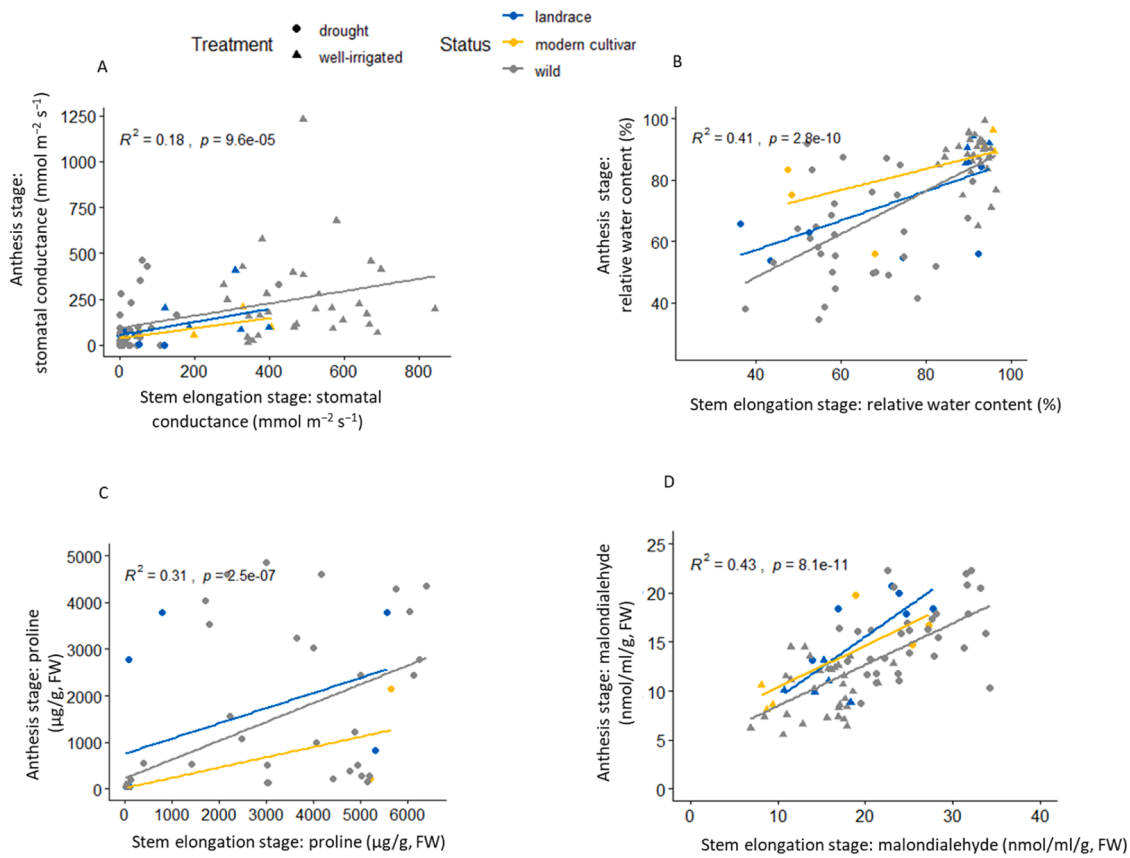 Treatment
drought
well-irrigated
Status
landrace
modern cultivar
wild
A
Anthesis stage:
stomatal conductance (mmol m⁻² s⁻¹)
1250
1000
750
500
250
0
R² = 0.18 , p = 9.6e-05
0 200 400 600 800
Stem elongation stage: stomatal
conductance (mmol m⁻² s⁻¹)
B
Anthesis stage:
relative water content (%)
100
80
60
40
R² = 0.41 , p = 2.8e-10
40 60 80 100
Stem elongation stage: relative water content (%)
C
Anthesis stage: proline
(µg/g, FW)
5000
4000
3000
2000
1000
0
R² = 0.31 , p = 2.5e-07
0 1000 2000 3000 4000 5000 6000
Stem elongation stage: proline (µg/g, FW)
D
Anthesis stage: malondialdehyde
(nmol/ml/g, FW)
25
20
15
10
5
0
R² = 0.43 , p = 8.1e-11
0 10 20 30 40
Stem elongation stage: malondialehyde (nmol/ml/g, FW)